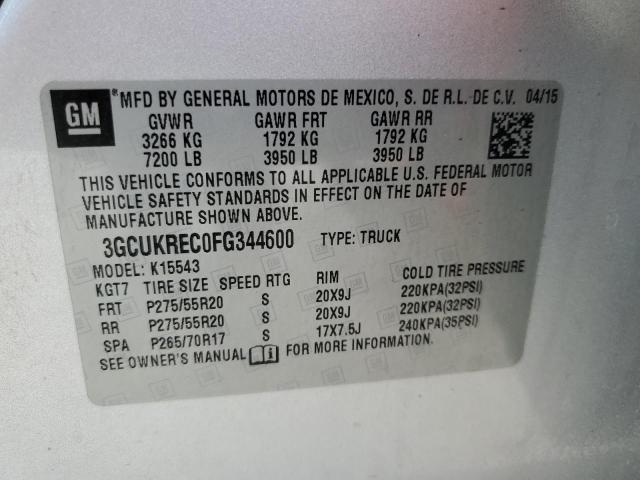 GM ® MFD BY GENERAL MOTORS DE MEXICO, S. DE R.L. DE C.V. 04/15
GVWR GAWR FRT GAWR RR
3266 KG 1792 KG 1792 KG
7200 LB 3950 LB 3950 LB
THIS VEHICLE CONFORMS TO ALL APPLICABLE U.S. FEDERAL MOTOR
VEHICLE SAFETY STANDARDS IN EFFECT ON THE DATE OF
MANUFACTURE SHOWN ABOVE.
3GCUKREC0FG344600 TYPE: TRUCK
MODEL: K15543
KGT7 TIRE SIZE SPEED RTG RIM COLD TIRE PRESSURE
FRT P275/55R20 S 20X9J 220KPA(32PSI)
RR P275/55R20 S 20X9J 220KPA(32PSI)
SPA P265/70R17 S 17X7.5J 240KPA(35PSI)
SEE OWNER'S MANUAL i FOR MORE INFORMATION.